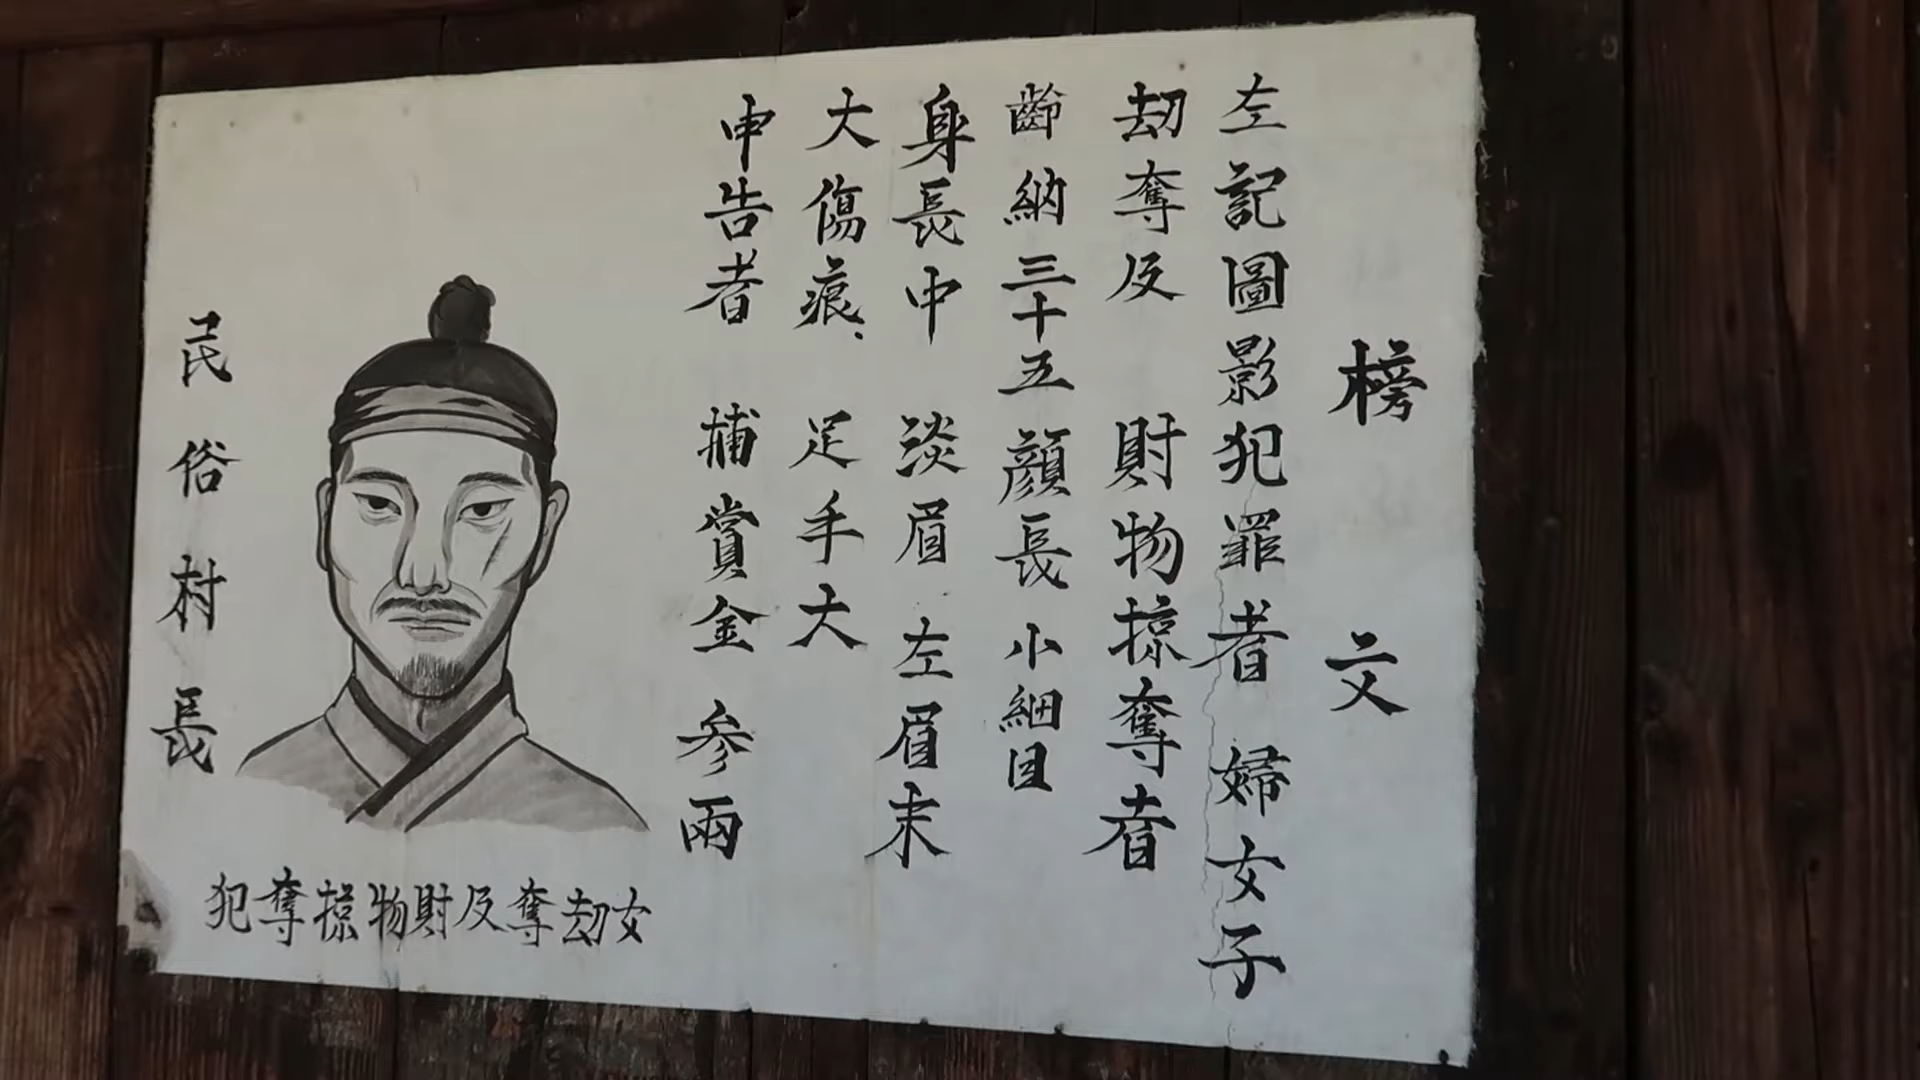 榜文
左記圖影犯罪者 婦女子
劫奪及 財物掠奪者
齡納三十五 顔長 小細目
身長中 淡眉 左眉末
大傷痕、 足手大
申告者 捕賞金 参兩
民俗村長
女劫奪及財物掠奪犯